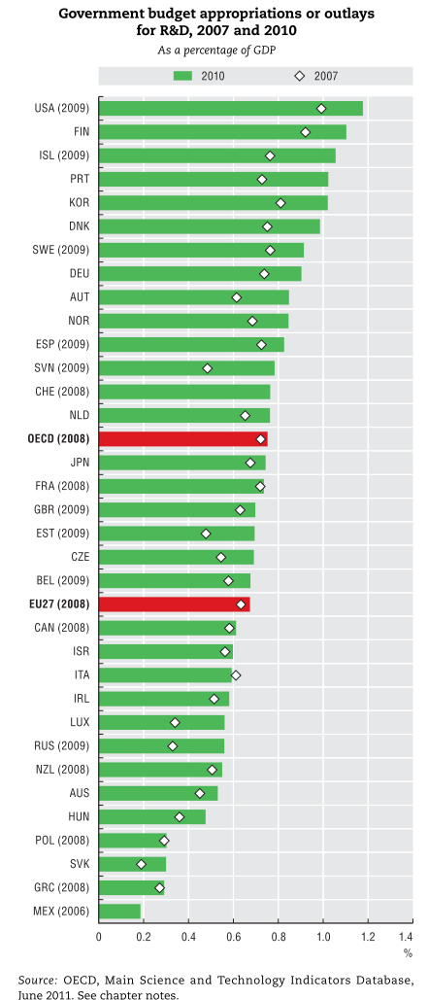 Government budget appropriations or outlays
for R&D, 2007 and 2010
As a percentage of GDP
2010 2007
USA (2009)
FIN
ISL (2009)
PRT
KOR
DNK
SWE (2009)
DEU
AUT
NOR
ESP (2009)
SVN (2009)
CHE (2008)
NLD
OECD (2008)
JPN
FRA (2008)
GBR (2009)
EST (2009)
CZE
BEL (2009)
EU27 (2008)
CAN (2008)
ISR
ITA
IRL
LUX
RUS (2009)
NZL (2008)
AUS
HUN
POL (2008)
SVK
GRC (2008)
MEX (2006)
0 0.2 0.4 0.6 0.8 1.0 1.2 1.4
%
Source: OECD, Main Science and Technology Indicators Database,
June 2011. See chapter notes.